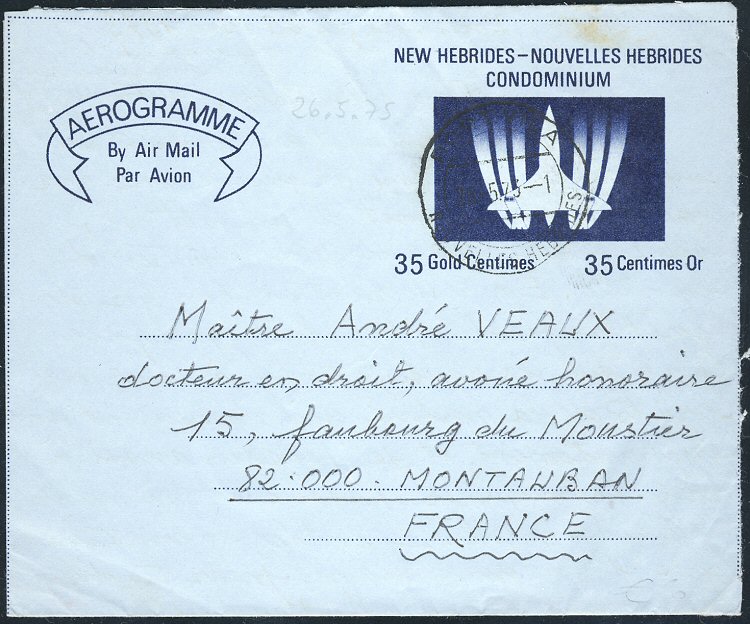 NEW HEBRIDES – NOUVELLES HEBRIDES
CONDOMINIUM
AEROGRAMME
By Air Mail
Par Avion
26.5.75
35 Gold Centimes
35 Centimes Or
Maître André VEAUX
docteur en droit, avoué honoraire
15, faubourg du Moustier
82.000. MONTAUBAN
FRANCE